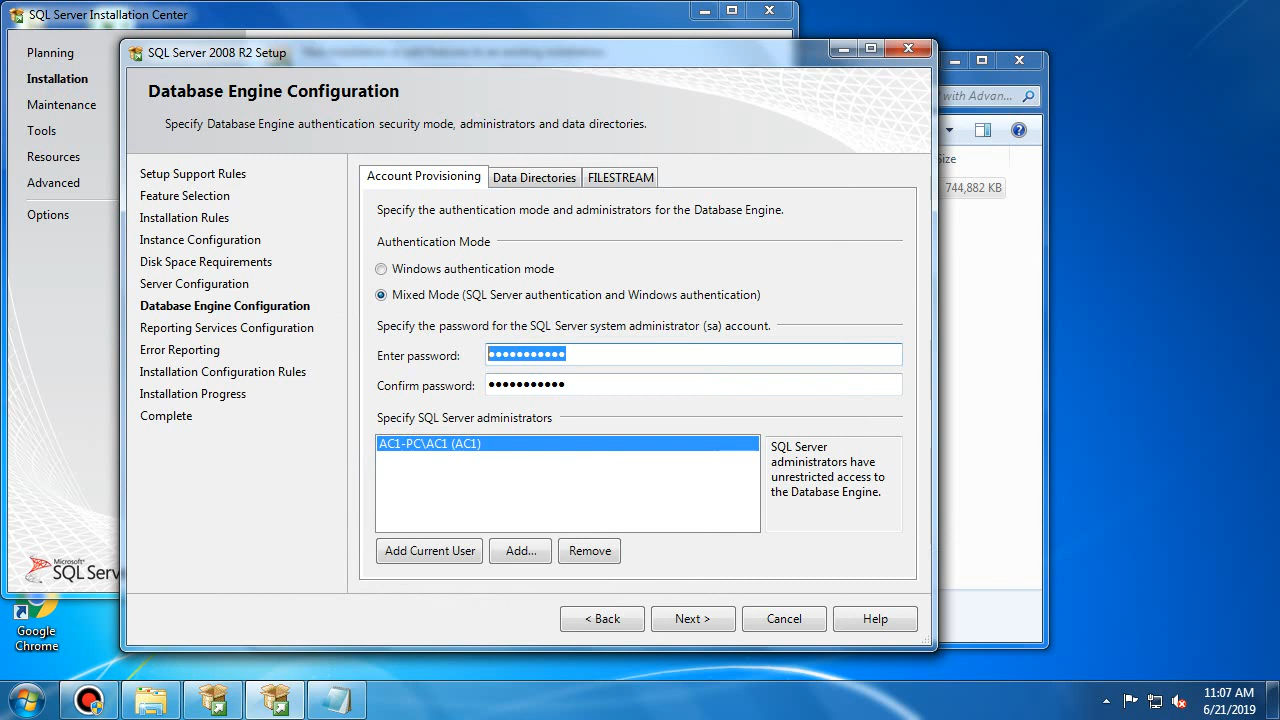 SQL Server Installation Center
Planning
Installation
Maintenance
Tools
Resources
Advanced
Options
Microsoft®
SQL Serv
SQL Server 2008 R2 Setup
Database Engine Configuration
Specify Database Engine authentication security mode, administrators and data directories.
Setup Support Rules
Feature Selection
Installation Rules
Instance Configuration
Disk Space Requirements
Server Configuration
Database Engine Configuration
Reporting Services Configuration
Error Reporting
Installation Configuration Rules
Installation Progress
Complete
Account Provisioning Data Directories FILESTREAM
Specify the authentication mode and administrators for the Database Engine.
Authentication Mode
Windows authentication mode
Mixed Mode (SQL Server authentication and Windows authentication)
Specify the password for the SQL Server system administrator (sa) account.
Enter password: ●●●●●●●●●●●
Confirm password: ●●●●●●●●●●●
Specify SQL Server administrators
AC1-PC\AC1 (AC1)
SQL Server
administrators have
unrestricted access to
the Database Engine.
Add Current User Add... Remove
< Back Next > Cancel Help
with Advan...
Size
744,882 KB
Google
Chrome
11:07 AM
6/21/2019